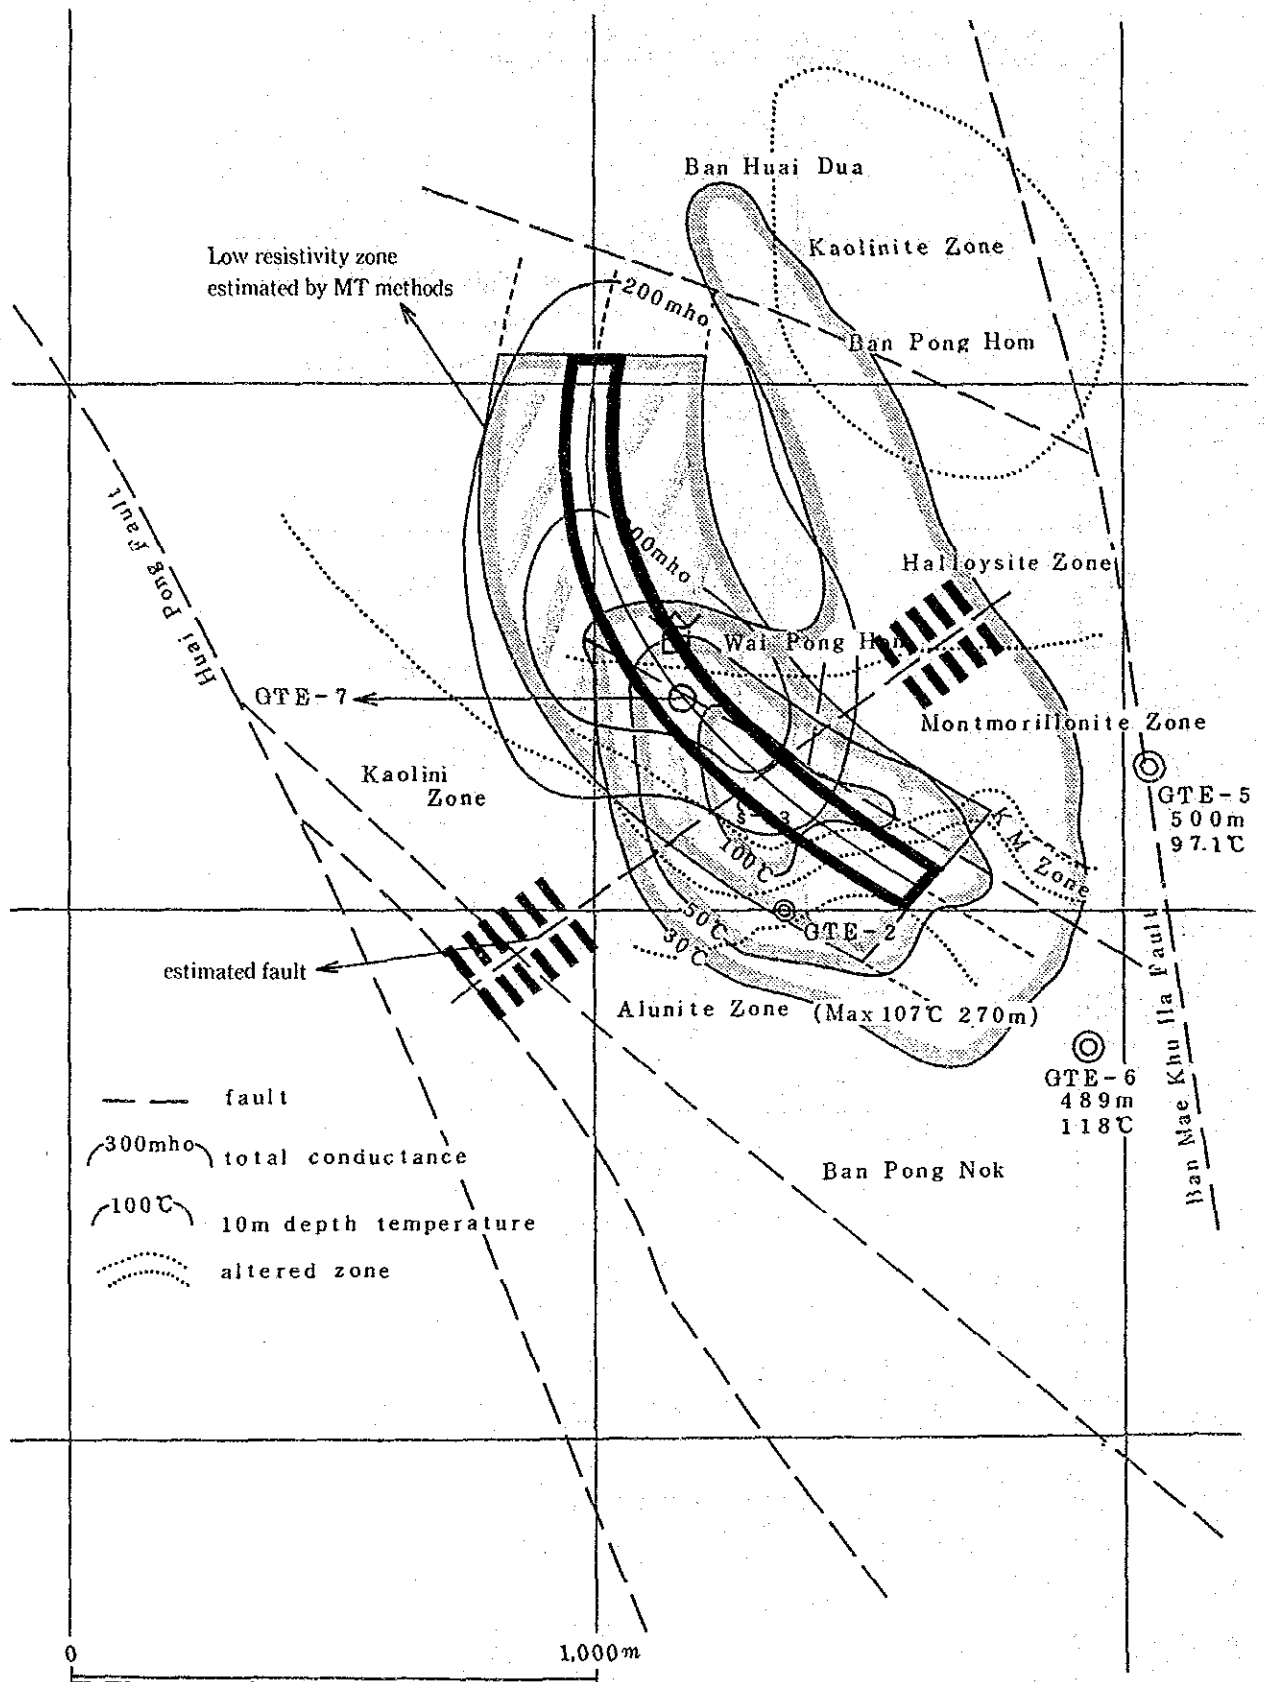 Ban Huai Dua
Kaolinite Zone
Low resistivity zone
estimated by MT methods
200mho
Ban Pong Hom
Huai Pong Fault
00mho
Halloysite Zone
Wai Pong Hom
GTE-7
Montmorillonite Zone
Kaolini
Zone
GTE-5
500m
97.1℃
S-3
K M Zone
100℃
50℃
GTE-2
30℃
estimated fault
Alunite Zone (Max 107℃ 270m)
Ban Mae Khu Ha Fault
GTE-6
489m
118℃
fault
300mho total conductance
Ban Pong Nok
100℃ 10m depth temperature
altered zone
0 1,000m